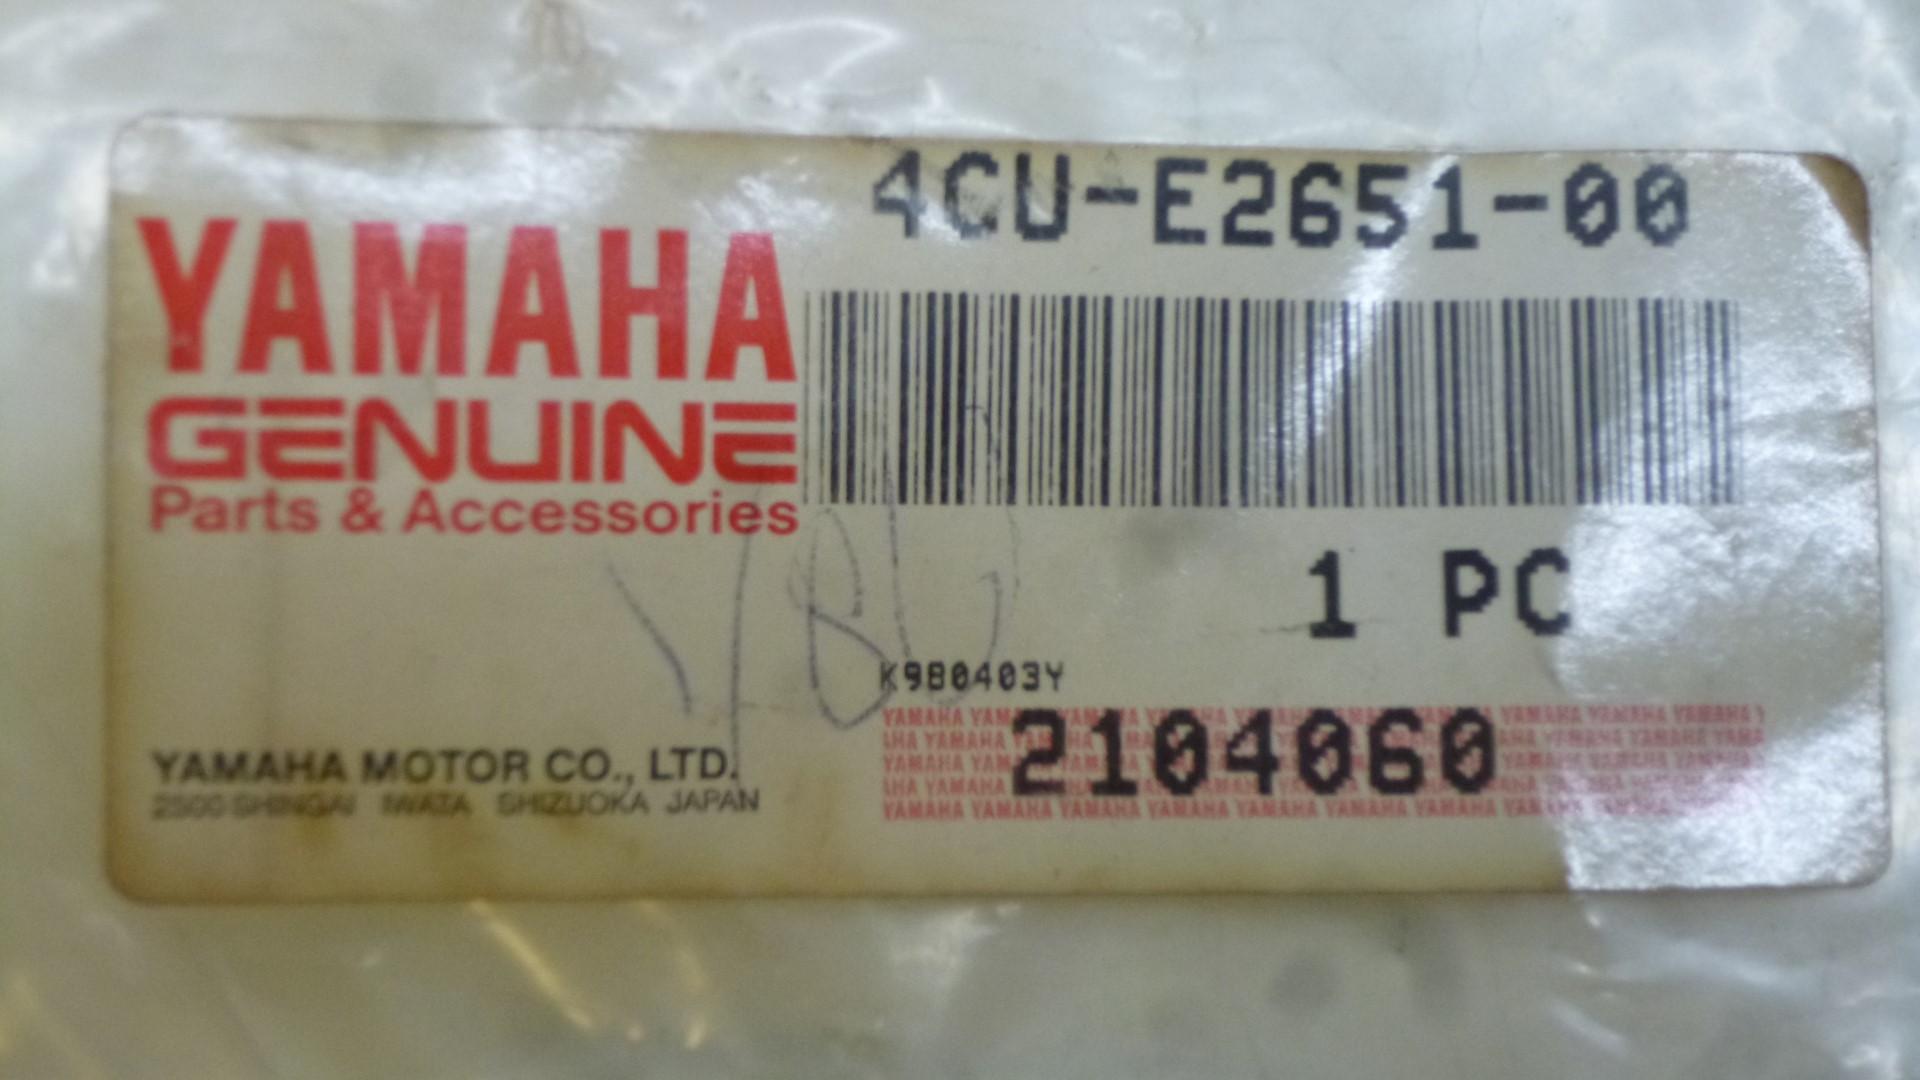 4CU-E2651-00
YAMAHA
GENUINE
Parts & Accessories
1 PC
K9B0403Y
2104060
YAMAHA MOTOR CO., LTD.
2500 SHINGAI IWATA SHIZUOKA JAPAN